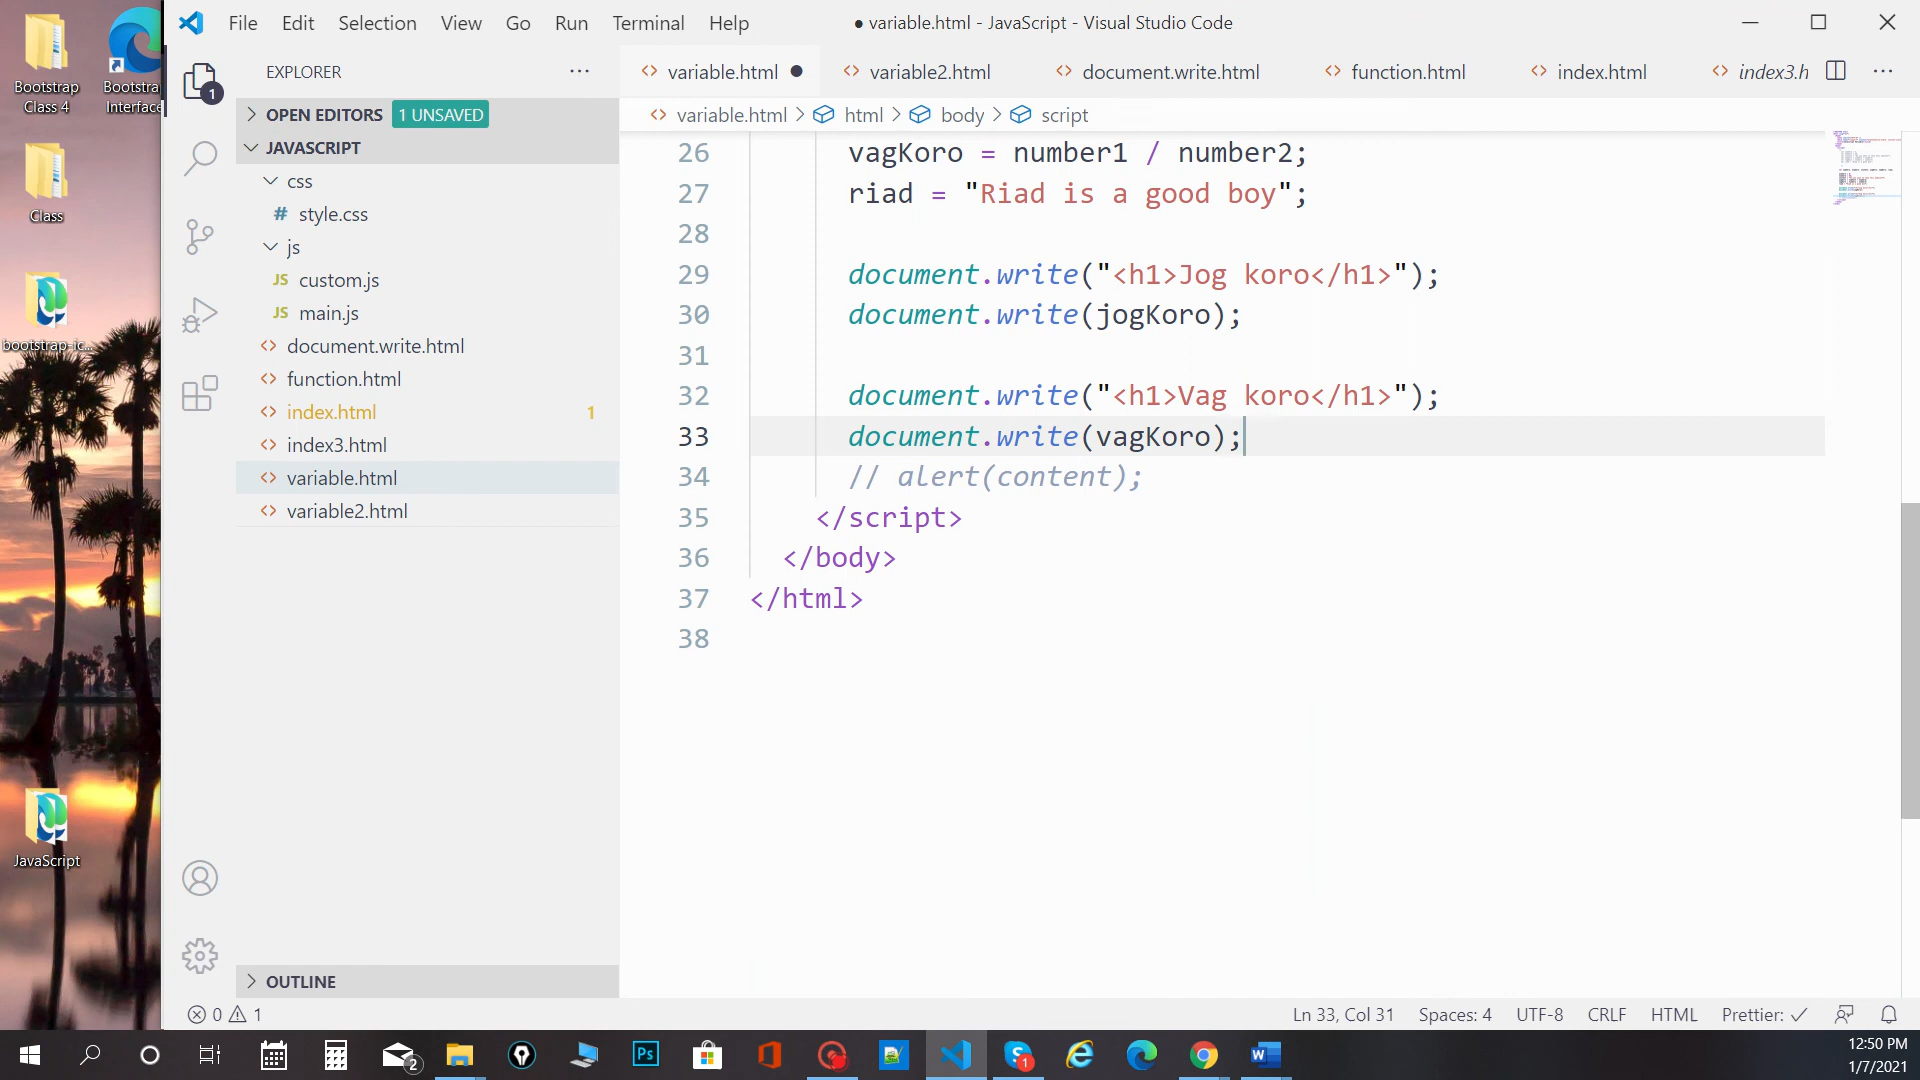 File Edit Selection View Go Run Terminal Help
● variable.html - JavaScript - Visual Studio Code
Bootstrap Class 4
Bootstra
Interface
Class
bootstrap-ic...
JavaScript
1
EXPLORER ...
OPEN EDITORS 1 UNSAVED
JAVASCRIPT
css
# style.css
js
JS custom.js
JS main.js
<> document.write.html
<> function.html
<> index.html 1
<> index3.html
<> variable.html
<> variable2.html
OUTLINE
<> variable.html ● <> variable2.html <> document.write.html <> function.html <> index.html <> index3.h ...
<> variable.html > html > body > script
26 vagKoro = number1 / number2;
27 riad = "Riad is a good boy";
28
29 document.write("<h1>Jog koro</h1>");
30 document.write(jogKoro);
31
32 document.write("<h1>Vag koro</h1>");
33 document.write(vagKoro);
34 // alert(content);
35 </script>
36 </body>
37 </html>
38
0 1 Ln 33, Col 31 Spaces: 4 UTF-8 CRLF HTML Prettier: ✓
2 Ps 1 W
12:50 PM
1/7/2021